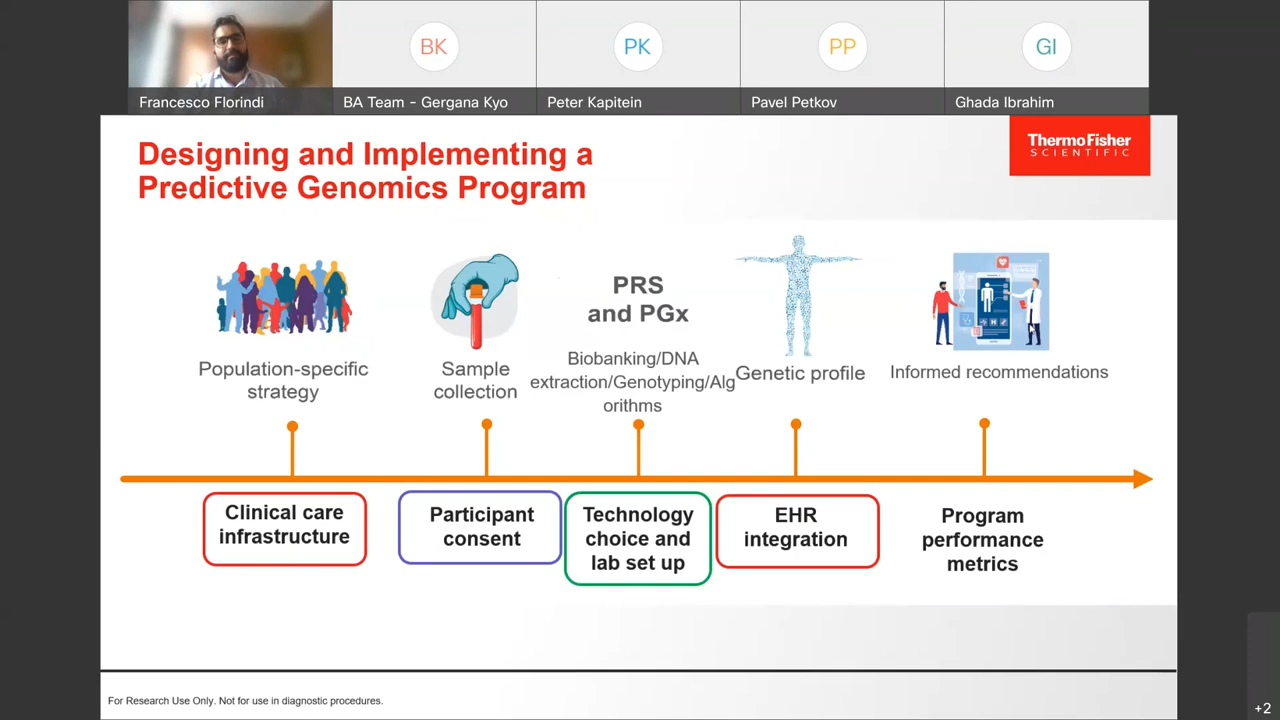 BK
PK
PP
GI
Francesco Florindi
BA Team - Gergana Kyo
Peter Kapitein
Pavel Petkov
Ghada Ibrahim
Designing and Implementing a
Predictive Genomics Program
ThermoFisher
SCIENTIFIC
Population-specific
strategy
Sample
collection
PRS
and PGx
Biobanking/DNA
extraction/Genotyping/Alg
orithms
Genetic profile
Informed recommendations
Clinical care
infrastructure
Participant
consent
Technology
choice and
lab set up
EHR
integration
Program
performance
metrics
For Research Use Only. Not for use in diagnostic procedures.
+2